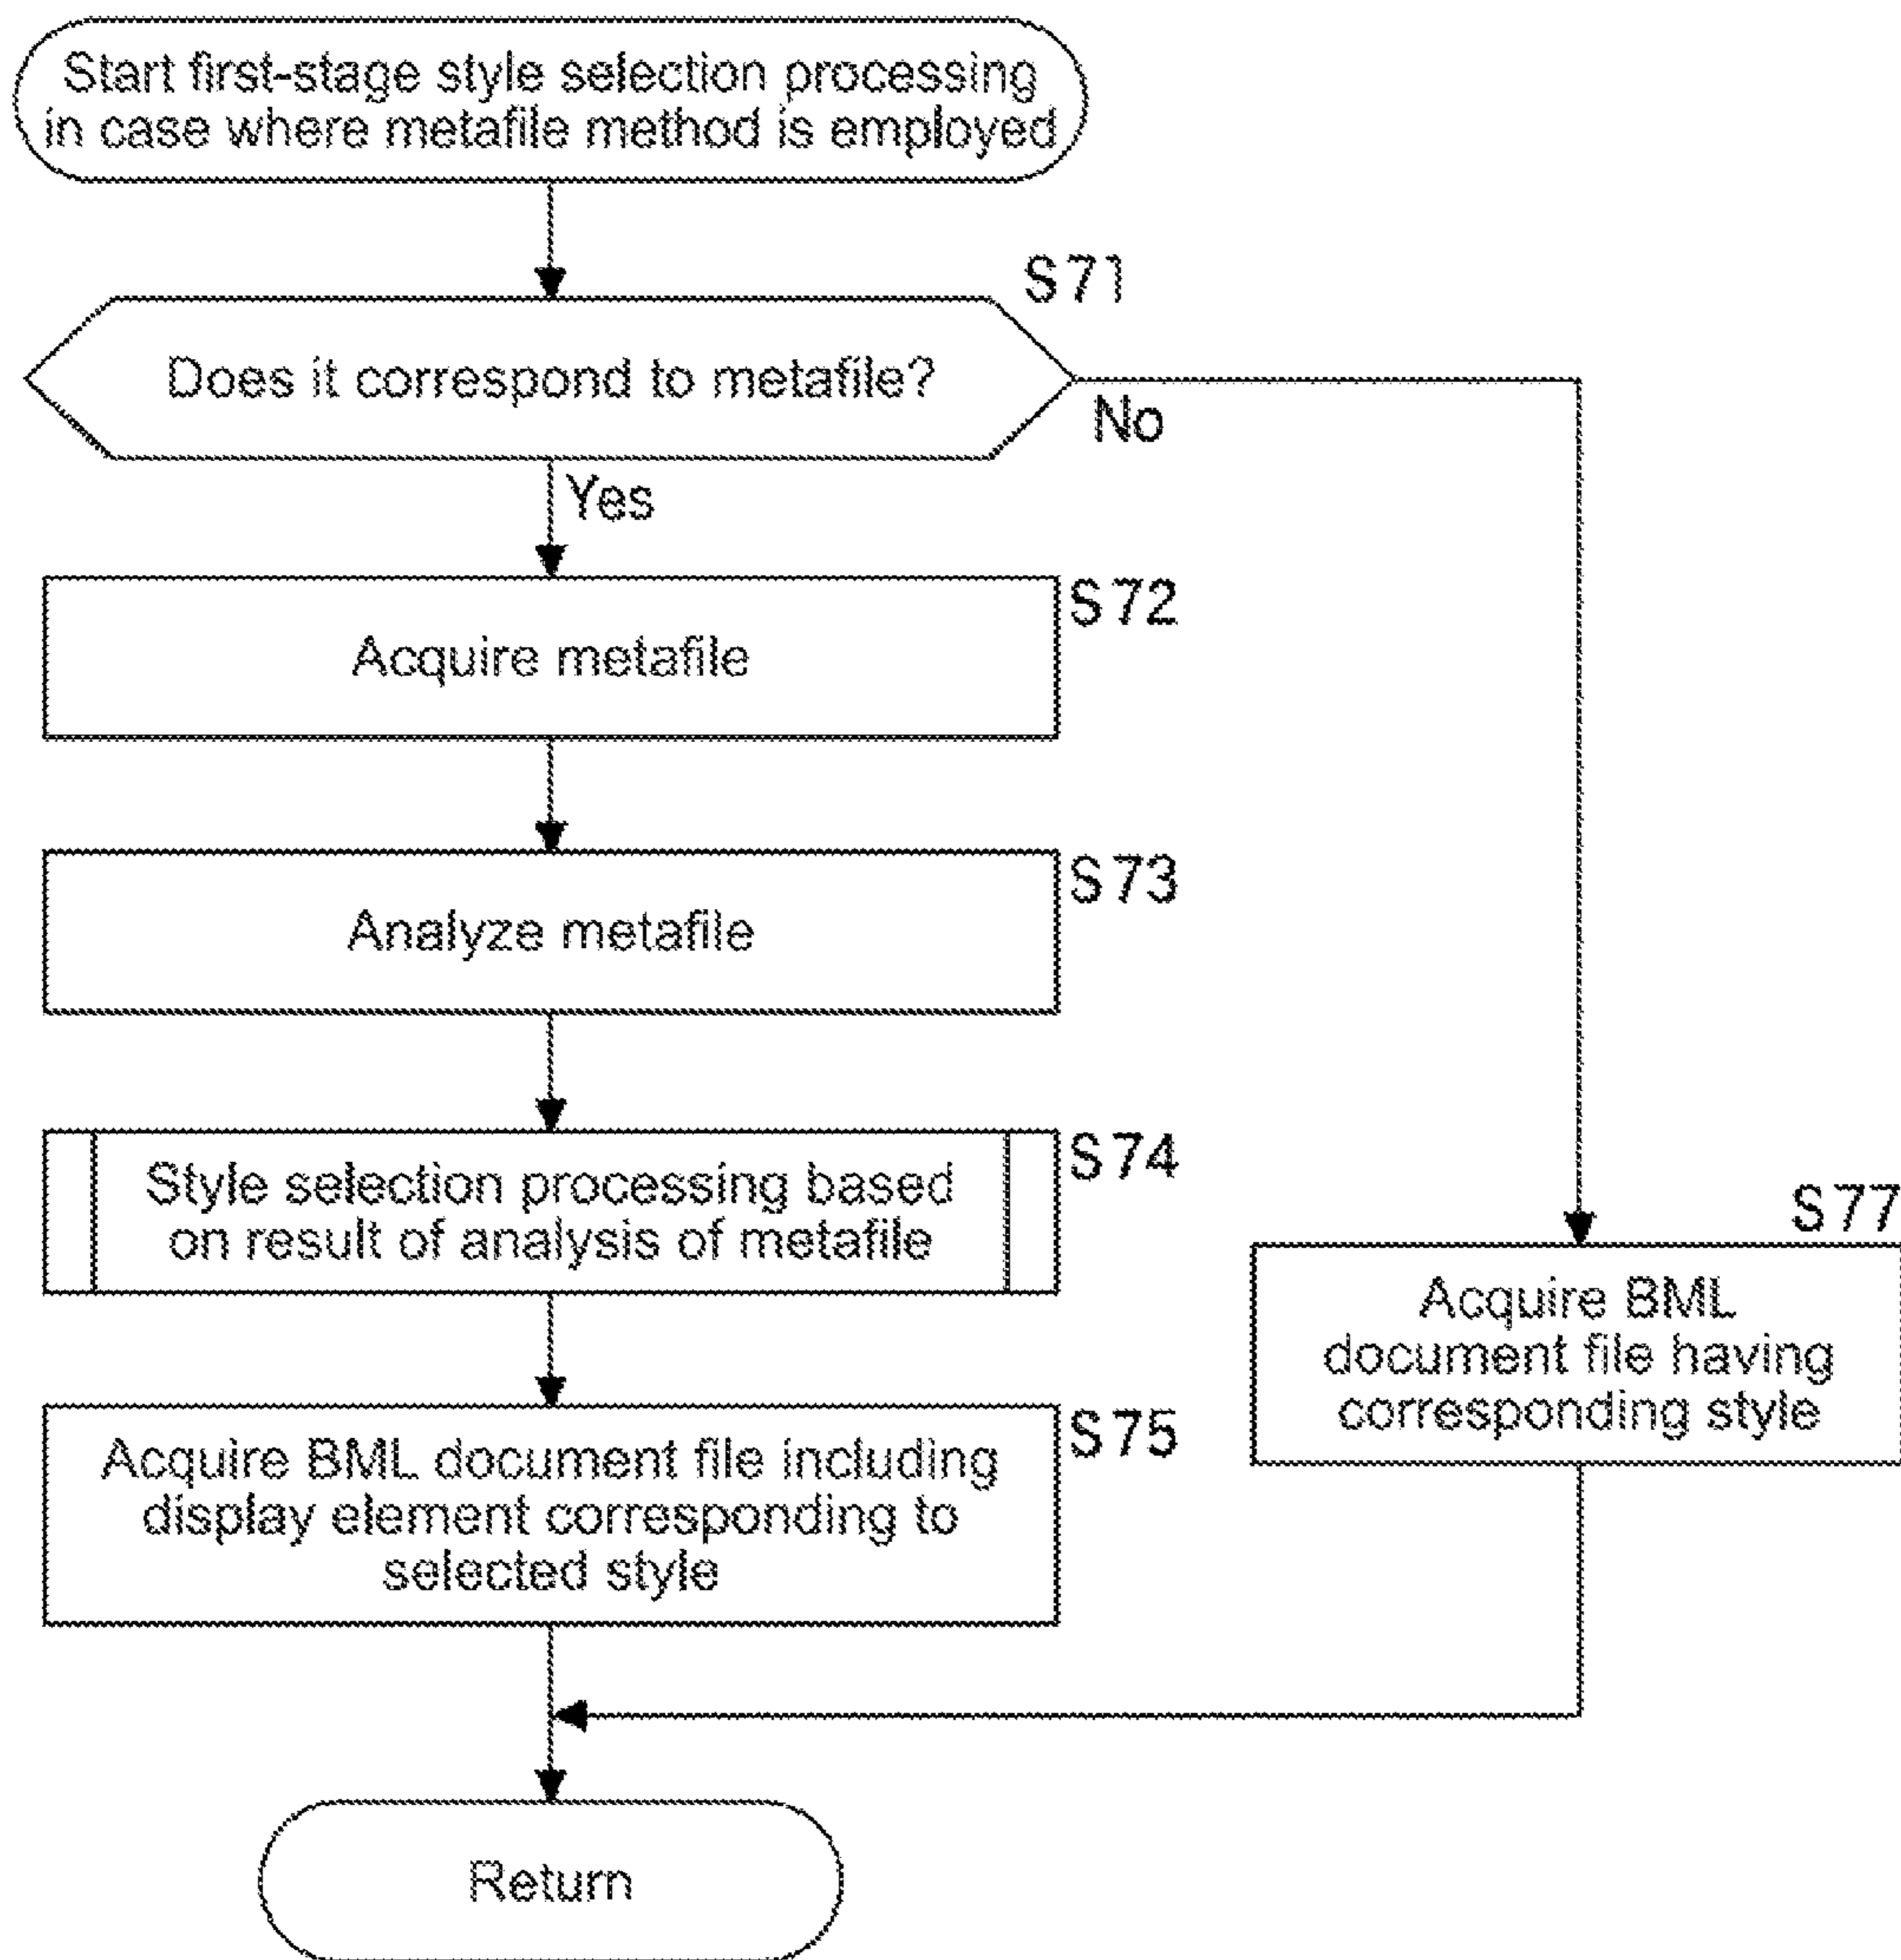 Start first-stage style selection processing
in case where metafile method is employed
S71
Does it correspond to metafile?
No
Yes
S72
Acquire metafile
S73
Analyze metafile
S74
Style selection processing based
on result of analysis of metafile
S77
Acquire BML
document file having
corresponding style
S75
Acquire BML document file including
display element corresponding to
selected style
Return